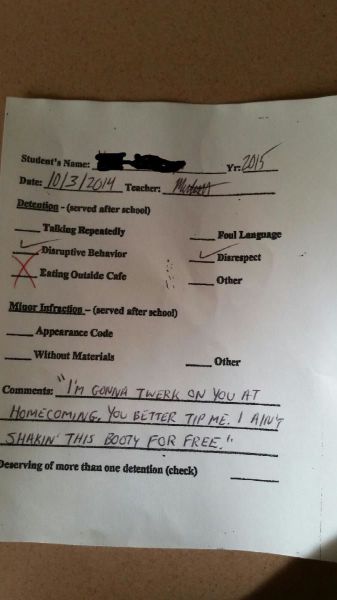 Student's Name: Yr: 2015
Date: 10/3/2014 Teacher:
Detention - (served after school)
Talking Repeatedly Foul Language
Disruptive Behavior Disrespect
Eating Outside Cafe Other
Minor Infraction - (served after school)
Appearance Code
Without Materials Other
Comments: "I'M GONNA TWERK ON YOU AT
HOMECOMING. YOU BETTER TIP ME. I AIN'T
SHAKIN' THIS BOOTY FOR FREE."
Deserving of more than one detention (check)